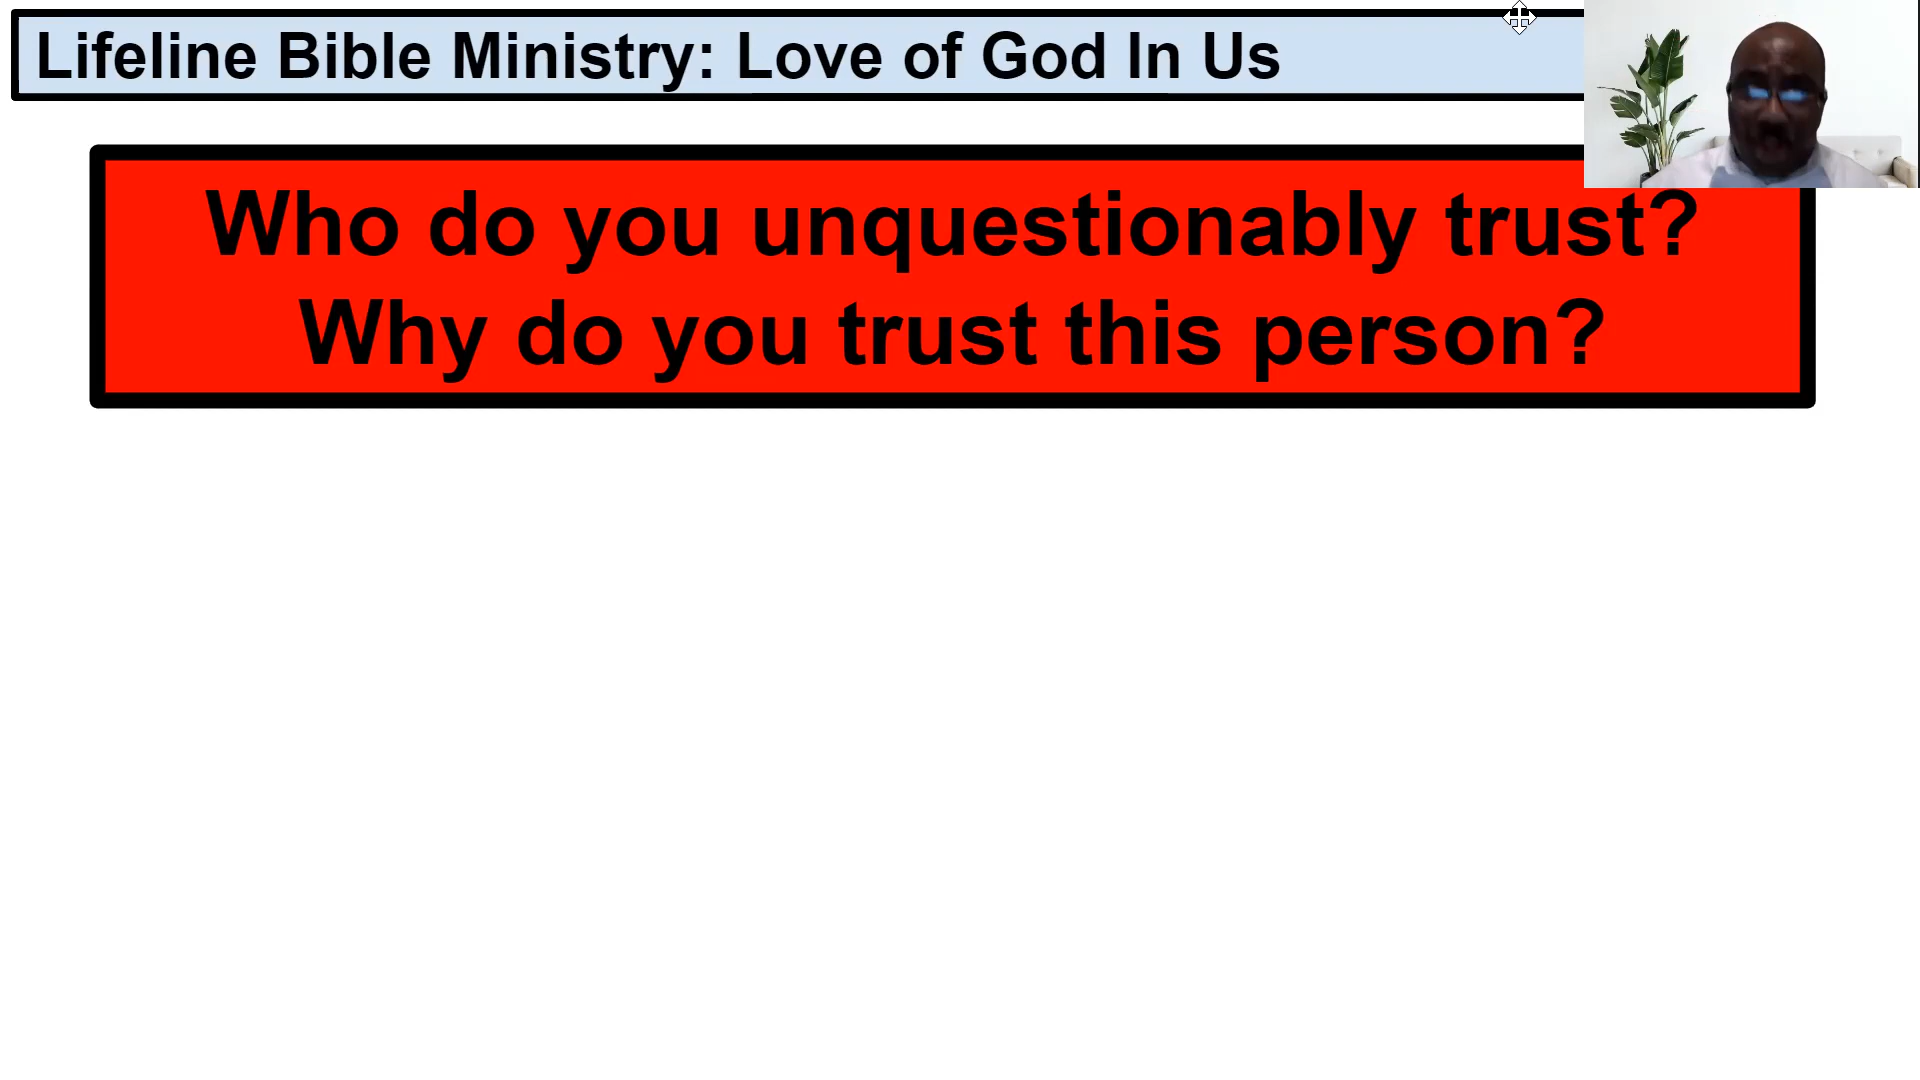 Lifeline Bible Ministry: Love of God In Us
Who do you unquestionably trust?
Why do you trust this person?